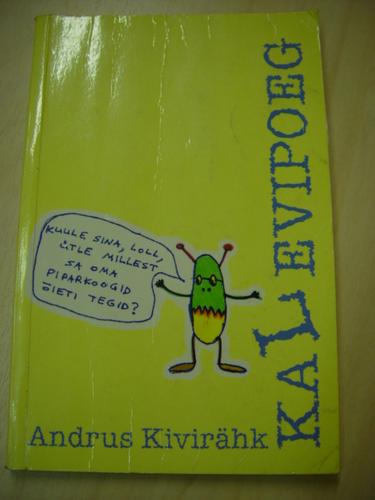 KALEVIPOEG
KUULE SINA, LOLL,
ÜTLE MILLEST
SA OMA
PIPARKOOGID
ÕIETI TEGID?
Andrus Kivirähk